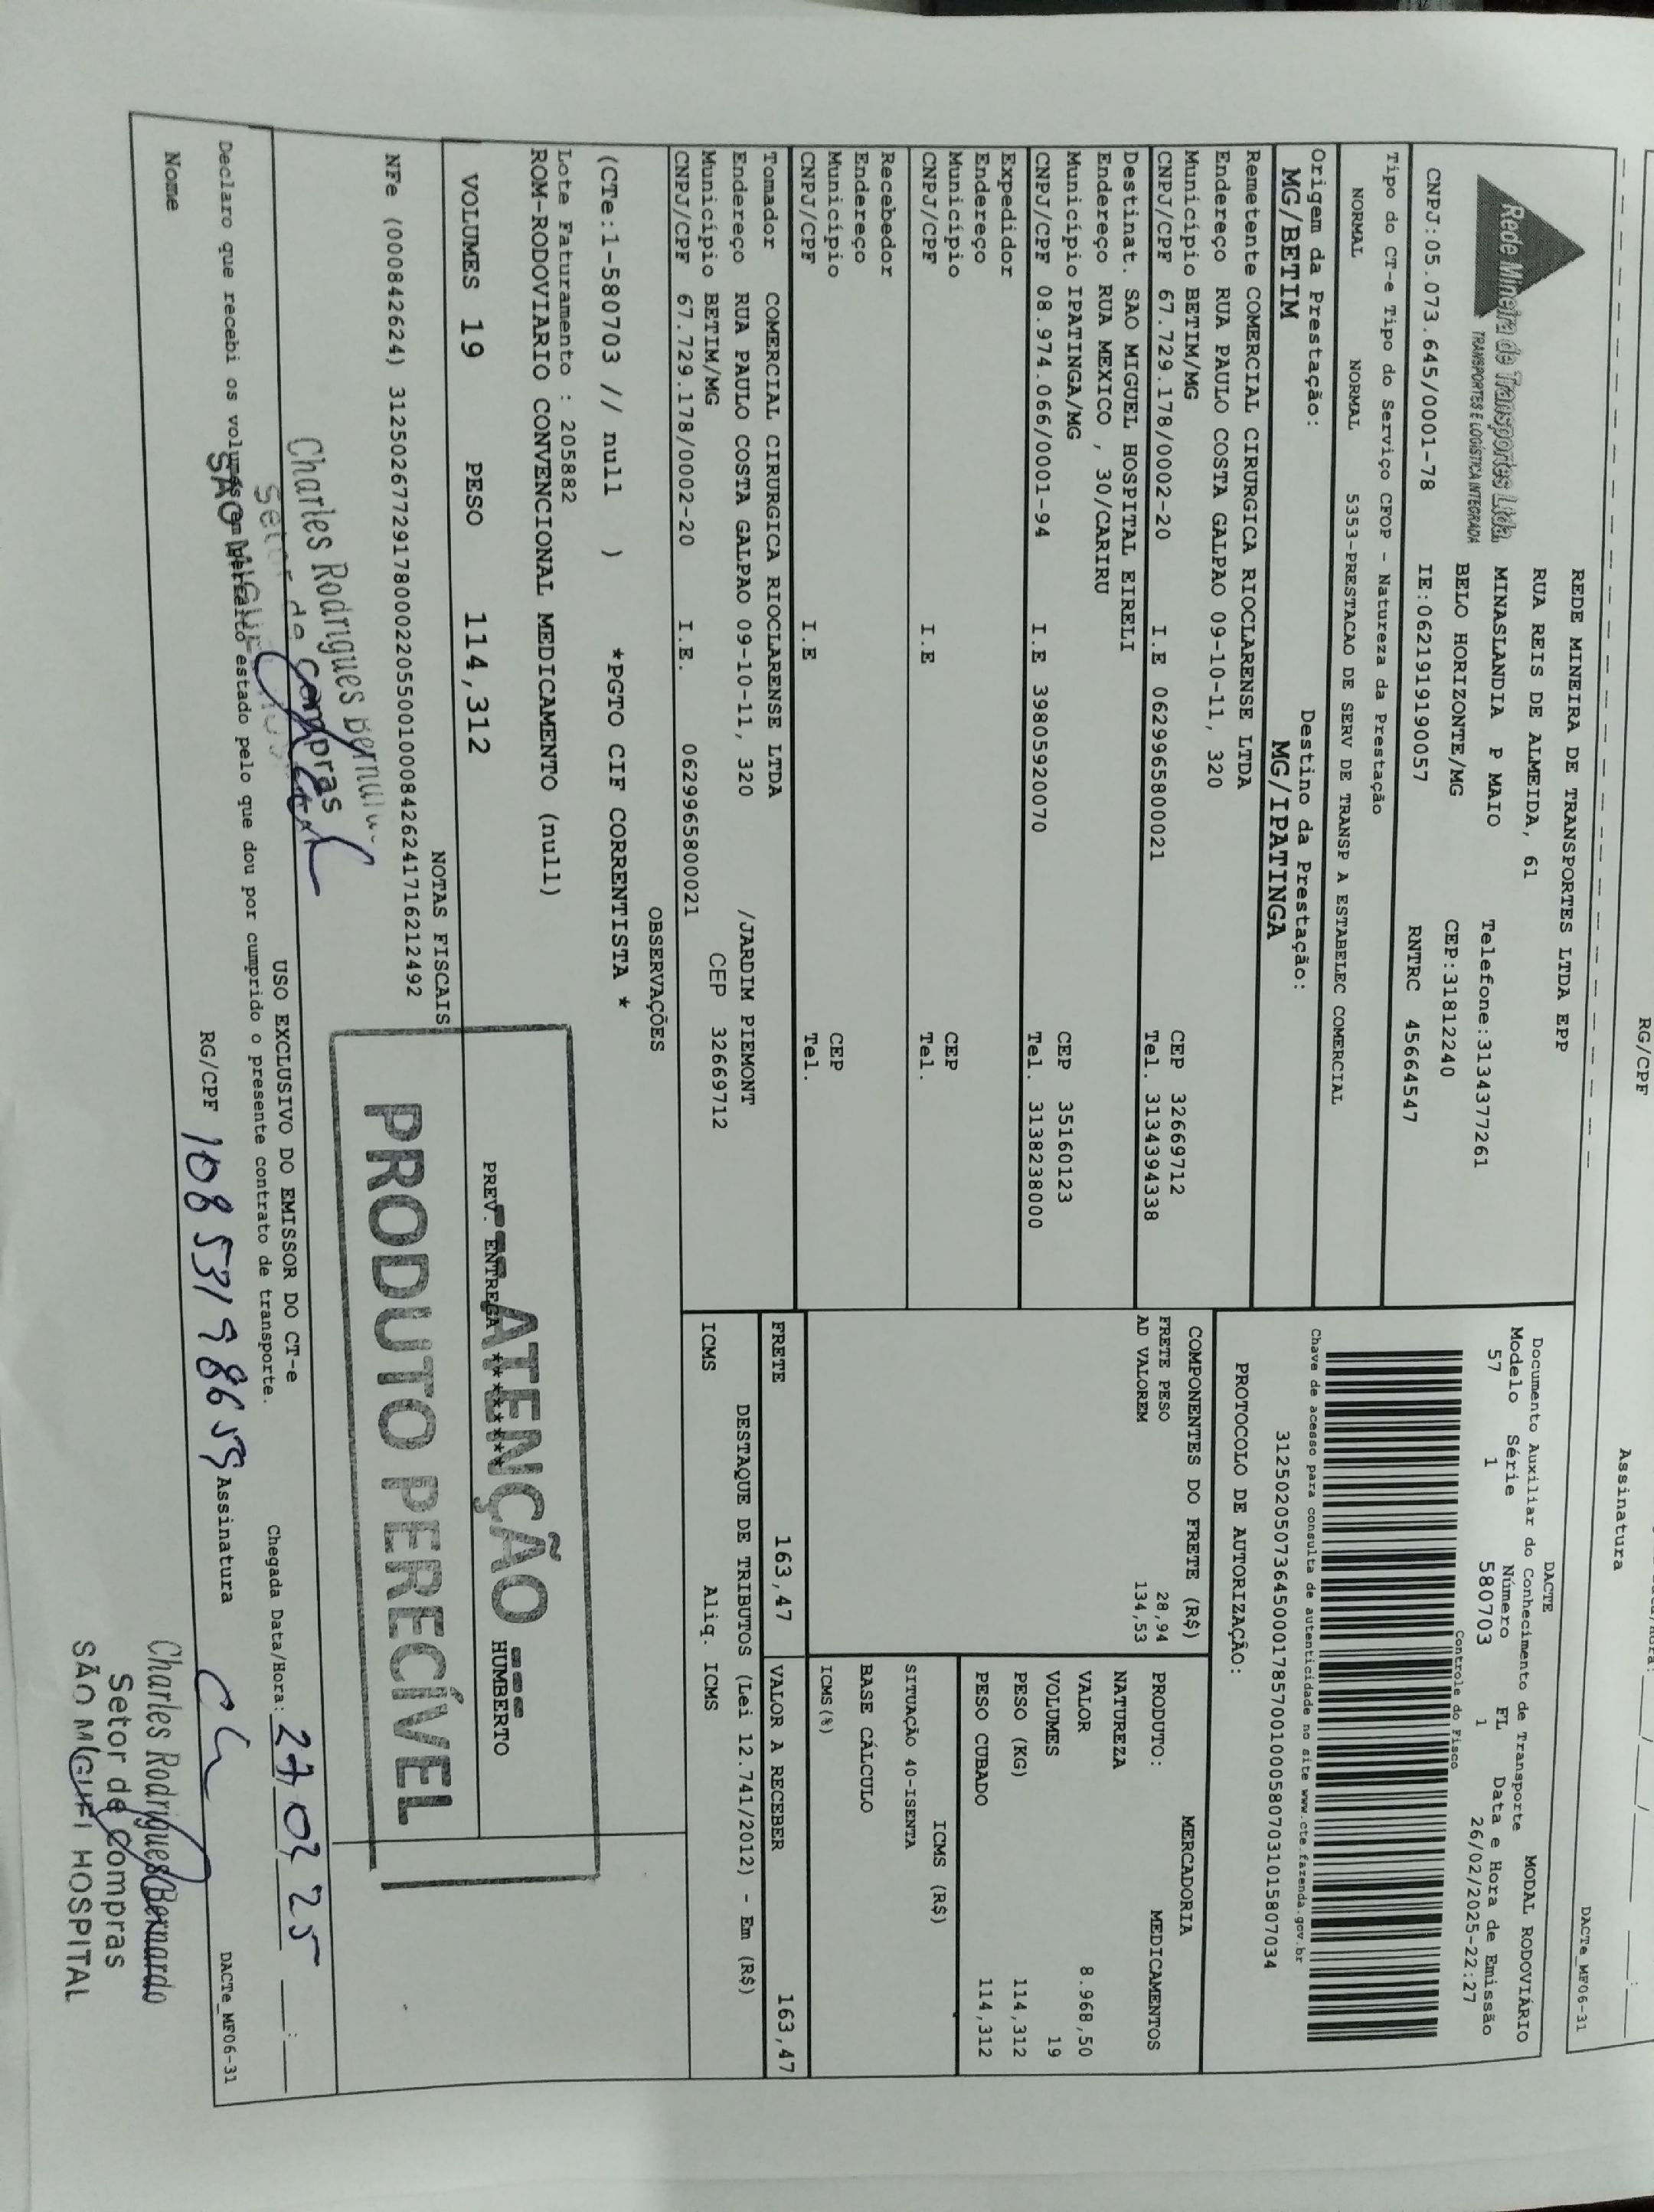 RG/CPF
Assinatura
DACTe_MF06-31
Rede Mineira de Transportes Ltda.
TRANSPORTES E LOGÍSTICA INTEGRADA
REDE MINEIRA DE TRANSPORTES LTDA EPP
RUA REIS DE ALMEIDA, 61
MINASLANDIA P MAIO Telefone:3134377261
BELO HORIZONTE/MG CEP:31812240
CNPJ:05.073.645/0001-78 IE:0621919190057 RNTRC 45664547
DACTE
Documento Auxiliar do Conhecimento de Transporte MODAL RODOVIÁRIO
Modelo Série Número FL Data e Hora de Emissão
57 1 580703 1 26/02/2025-22:27
Controle do Fisco
Tipo do CT-e Tipo do Serviço CFOP - Natureza da Prestação
NORMAL NORMAL 5353-PRESTACAO DE SERV DE TRANSP A ESTABELEC COMERCIAL
Chave de acesso para consulta de autenticidade no site www.cte.fazenda.gov.br
31250205073645000178570010005807031015807034
Origem da Prestação: Destino da Prestação:
MG/BETIM MG/IPATINGA
PROTOCOLO DE AUTORIZAÇÃO:
Remetente COMERCIAL CIRURGICA RIOCLARENSE LTDA
Endereço RUA PAULO COSTA GALPAO 09-10-11, 320
Município BETIM/MG CEP 32669712
CNPJ/CPF 67.729.178/0002-20 I.E 0629965800021 Tel. 3134394338
Destinat. SAO MIGUEL HOSPITAL EIRELI
Endereço RUA MEXICO , 30/CARIRU
Município IPATINGA/MG CEP 35160123
CNPJ/CPF 08.974.066/0001-94 I.E 39805920070 Tel. 3138238000
Expedidor
Endereço
Município CEP
CNPJ/CPF I.E Tel.
Recebedor
Endereço
Município CEP
CNPJ/CPF I.E Tel.
Tomador COMERCIAL CIRURGICA RIOCLARENSE LTDA
Endereço RUA PAULO COSTA GALPAO 09-10-11, 320 /JARDIM PIEMONT
Município BETIM/MG CEP 32669712
CNPJ/CPF 67.729.178/0002-20 I.E. 0629965800021
COMPONENTES DO FRETE (R$)
FRETE PESO 28,94
AD VALOREM 134,53
MERCADORIA
PRODUTO: MEDICAMENTOS
NATUREZA
VALOR 8.968,50
VOLUMES 19
PESO (KG) 114,312
PESO CUBADO 114,312
ICMS (R$)
SITUAÇÃO 40-ISENTA
BASE CÁLCULO
ICMS(%)
FRETE 163,47 VALOR A RECEBER 163,47
DESTAQUE DE TRIBUTOS (Lei 12.741/2012) - Em (R$)
ICMS Aliq. ICMS
OBSERVAÇÕES
(CTe:1-580703 // null ) *PGTO CIF CORRENTISTA *
Lote Faturamento : 205882
ROM-RODOVIARIO CONVENCIONAL MEDICAMENTO (null)
VOLUMES 19 PESO 114,312 PREV. ENTREGA ******* HUMBERTO
ATENÇÃO
PRODUTO PERECÍVEL
NOTAS FISCAIS
NFe (000842624) 31250267729178000220550010008426241716212492
Charles Rodrigues Bernardo
Setor de Compras
SÃO MIGUEL
USO EXCLUSIVO DO EMISSOR DO CT-e
Declaro que recebi os volumes em perfeito estado pelo que dou por cumprido o presente contrato de transporte.
Chegada Data/Hora: 27 02 25
Nome RG/CPF Assinatura
DACTe_MF06-31
Charles Rodrigues Bernardo
Setor de Compras
SÃO MIGUEL HOSPITAL